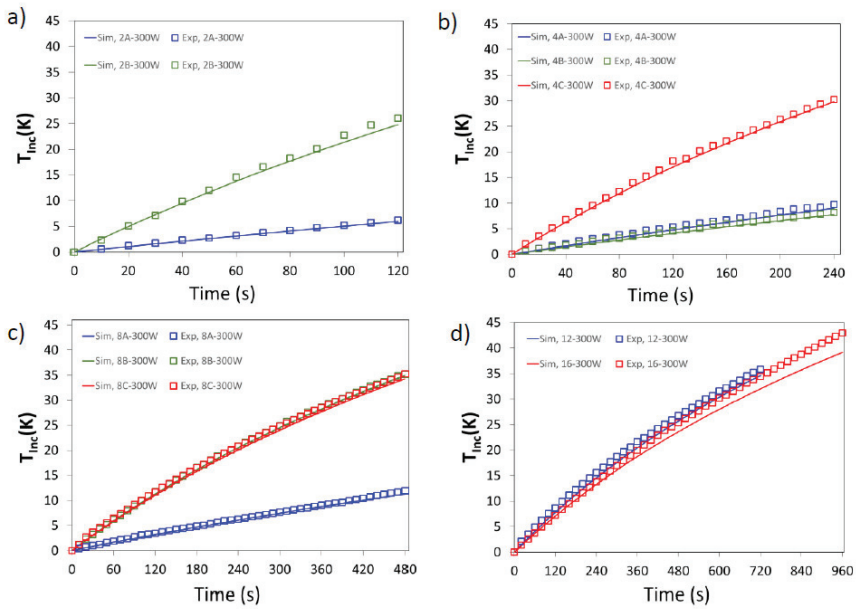 a)
Sim, 2A-300W Exp, 2A-300W
Sim, 2B-300W Exp, 2B-300W
45
40
35
30
25
20
15
10
5
0
T_Inc(K)
0 20 40 60 80 100 120
Time (s)
b)
Sim, 4A-300W Exp, 4A-300W
Sim, 4B-300W Exp, 4B-300W
Sim, 4C-300W Exp, 4C-300W
45
40
35
30
25
20
15
10
5
0
T_Inc(K)
0 40 80 120 160 200 240
Time (s)
c)
Sim, 8A-300W Exp, 8A-300W
Sim, 8B-300W Exp, 8B-300W
Sim, 8C-300W Exp, 8C-300W
45
40
35
30
25
20
15
10
5
0
T_Inc(K)
0 60 120 180 240 300 360 420 480
Time (s)
d)
Sim, 12-300W Exp, 12-300W
Sim, 16-300W Exp, 16-300W
45
40
35
30
25
20
15
10
5
0
T_Inc(K)
0 120 240 360 480 600 720 840 960
Time (s)